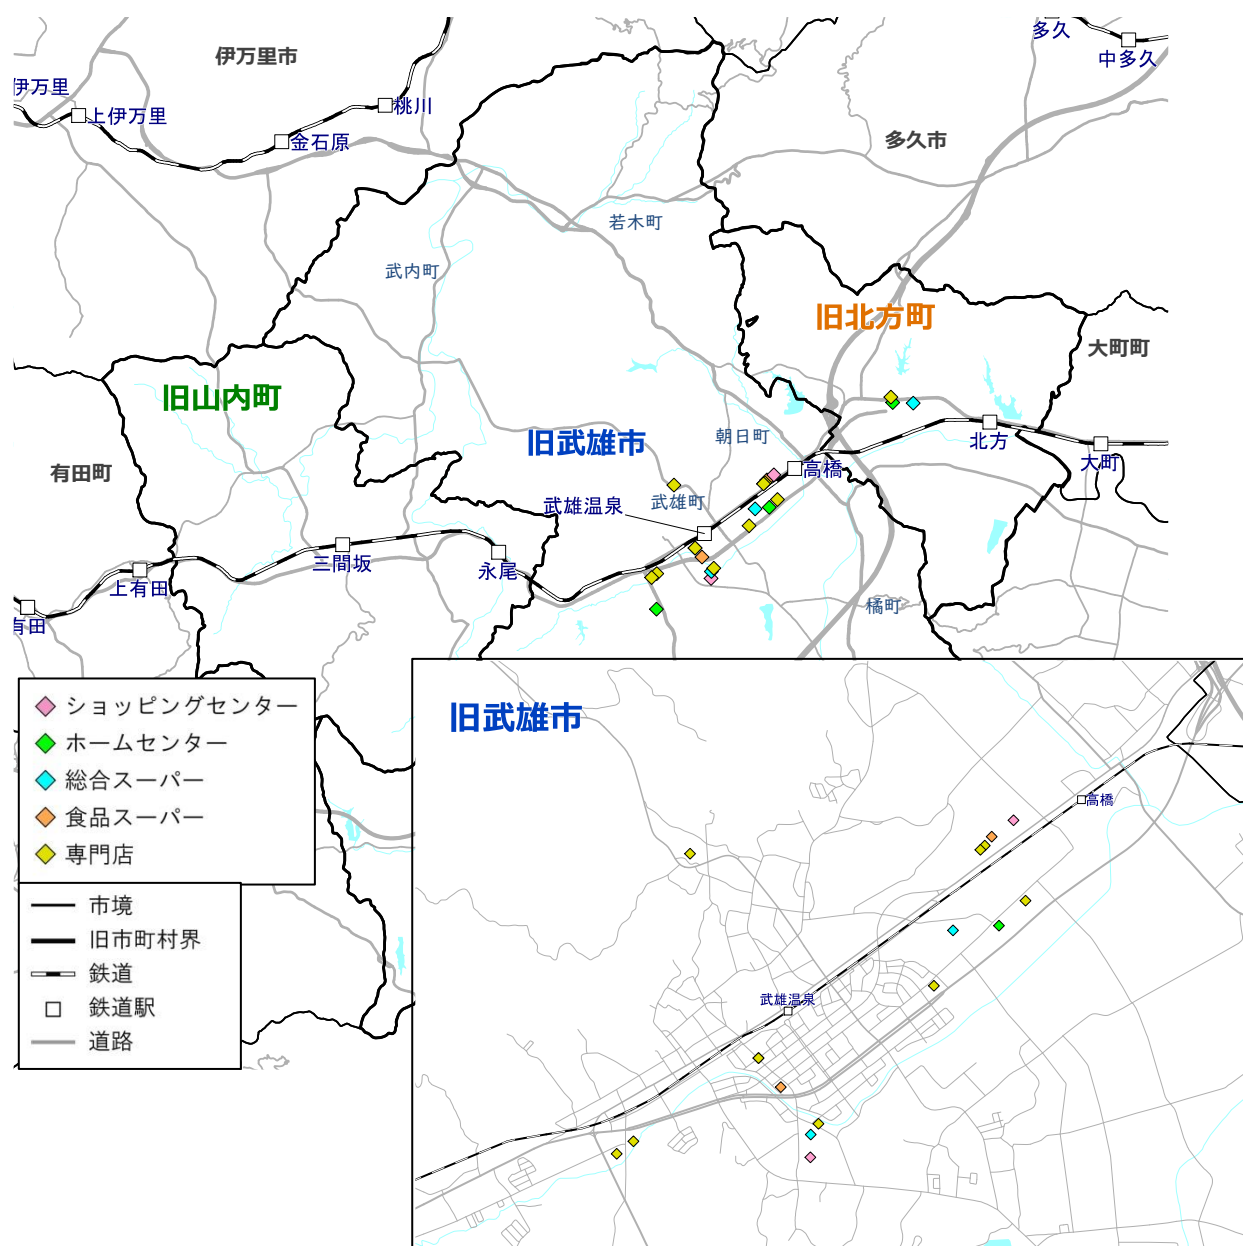 多久
中多久
伊万里市
伊万里
桃川
上伊万里
金石原
多久市
若木町
武内町
旧北方町
大町町
旧山内町
朝日町
旧武雄市
北方
大町
有田町
高橋
武雄町
武雄温泉
三間坂
永尾
上有田
橘町
有田
ショッピングセンター
ホームセンター
総合スーパー
食品スーパー
専門店
市境
旧市町村界
鉄道
鉄道駅
道路
旧武雄市
高橋
武雄温泉